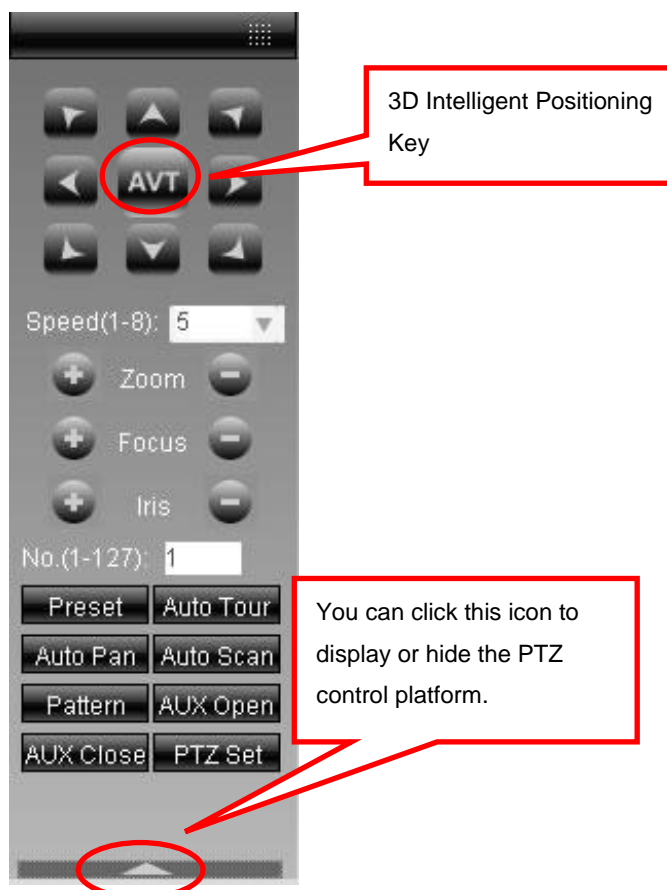 3D Intelligent Positioning
Key
AVT
Speed(1-8): 5
Zoom
Focus
Iris
No.(1-127): 1
Preset Auto Tour
Auto Pan Auto Scan
Pattern AUX Open
AUX Close PTZ Set
You can click this icon to
display or hide the PTZ
control platform.